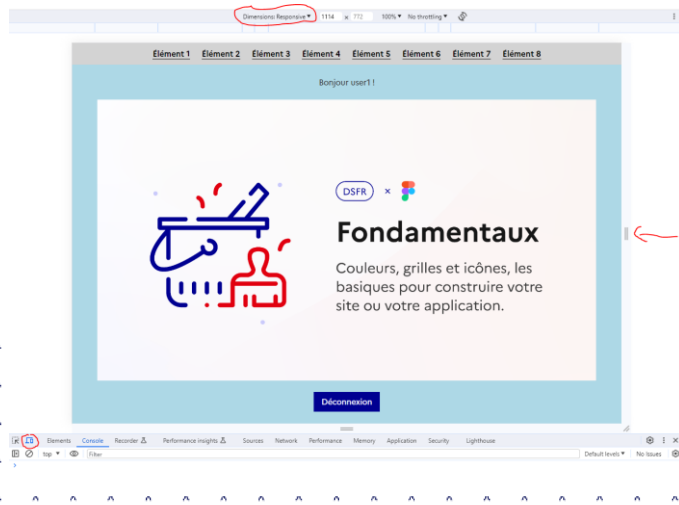 Dimensions: Responsive ▼ 1114 x 772 100% ▼ No throttling ▼
Élément 1 Élément 2 Élément 3 Élément 4 Élément 5 Élément 6 Élément 7 Élément 8
Bonjour user1 !
DSFR ×
Fondamentaux
Couleurs, grilles et icônes, les
basiques pour construire votre
site ou votre application.
Déconnexion
Elements Console Recorder Performance insights Sources Network Performance Memory Application Security Lighthouse
top ▼ Filter Default levels ▼ No Issues